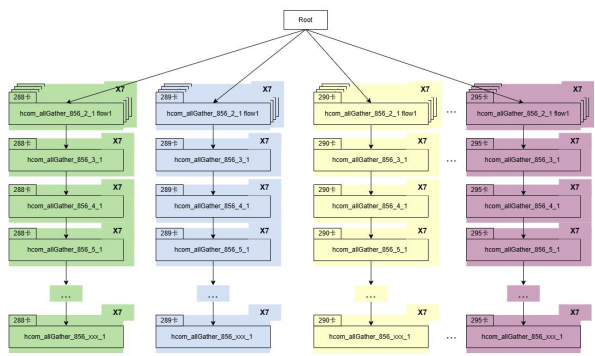 Root
X7 X7 X7 X7
288卡 289卡 290卡 295卡
hcom_allGather_856_2_1 flow1 hcom_allGather_856_2_1 flow1 hcom_allGather_856_2_1 flow1 ... hcom_allGather_856_2_1 flow1
X7 X7 X7 X7
288卡 289卡 290卡 295卡
hcom_allGather_856_3_1 hcom_allGather_856_3_1 hcom_allGather_856_3_1 ... hcom_allGather_856_3_1
X7 X7 X7 X7
288卡 289卡 290卡 295卡
hcom_allGather_856_4_1 hcom_allGather_856_4_1 hcom_allGather_856_4_1 hcom_allGather_856_4_1
X7 X7 X7 X7
288卡 289卡 290卡 295卡
hcom_allGather_856_5_1 hcom_allGather_856_5_1 hcom_allGather_856_5_1 hcom_allGather_856_5_1
... ... ... ...
X7 X7 X7 X7
288卡 289卡 290卡 295卡
hcom_allGather_856_xxx_1 hcom_allGather_856_xxx_1 hcom_allGather_856_xxx_1 ... hcom_allGather_856_xxx_1